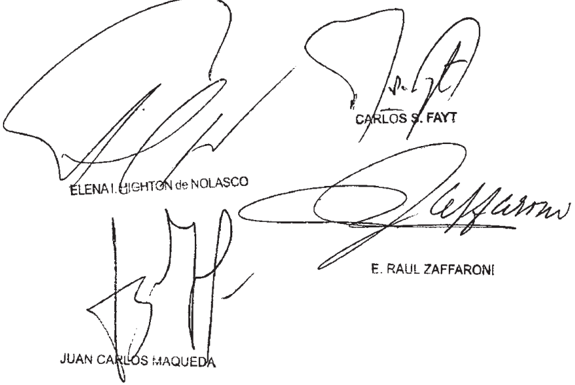 CARLOS S. FAYT
ELENA I. HIGHTON de NOLASCO
Zaffaroni
E. RAUL ZAFFARONI
JUAN CARLOS MAQUEDA